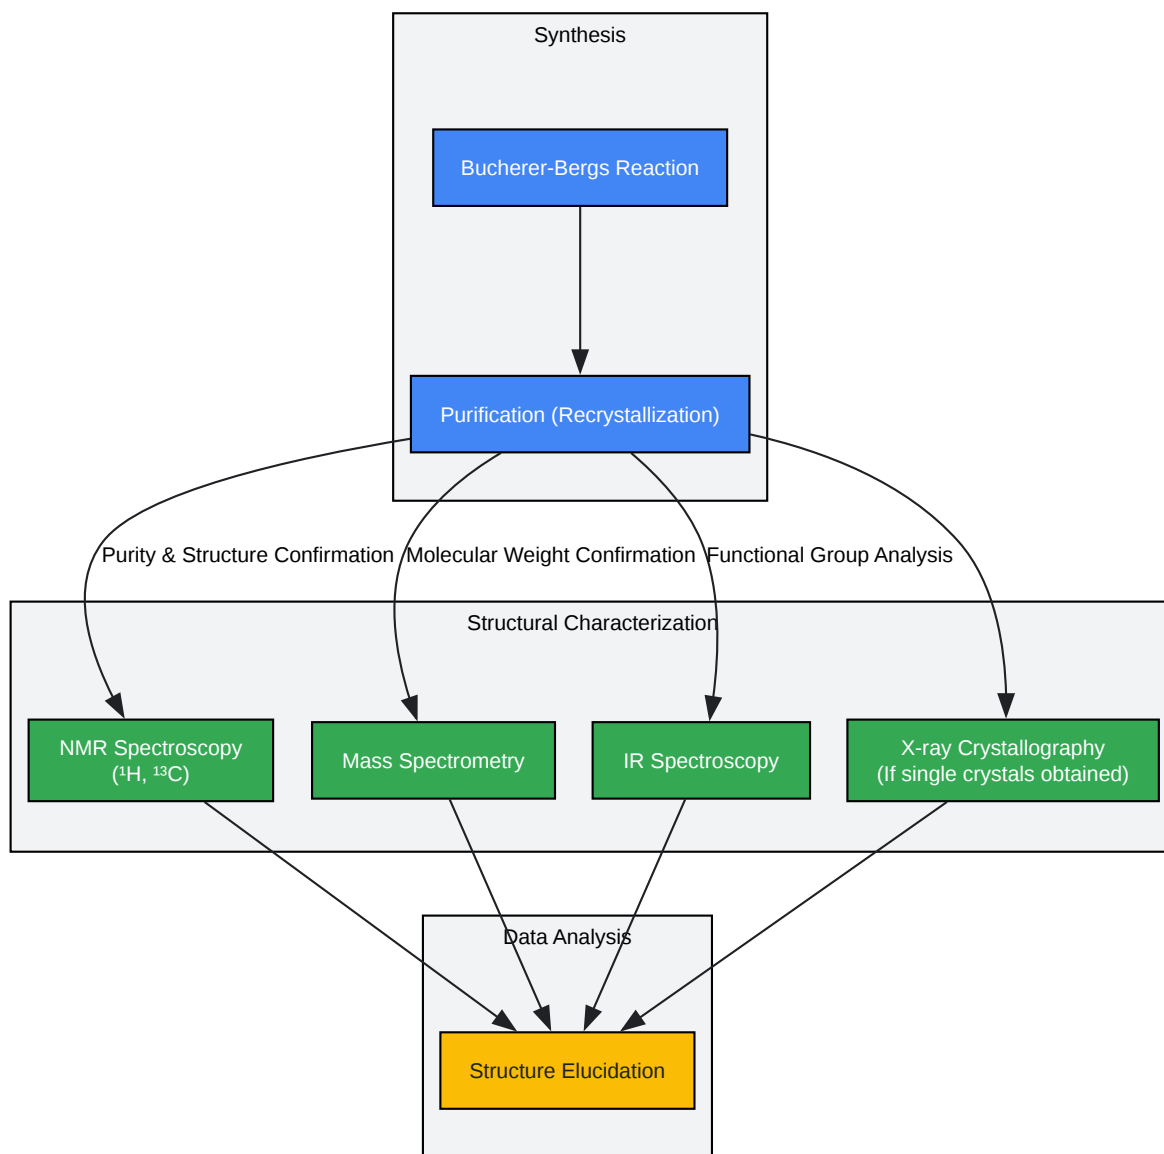 Synthesis
Bucherer-Bergs Reaction
Purification (Recrystallization)
Purity & Structure Confirmation
Molecular Weight Confirmation
Functional Group Analysis
Structural Characterization
NMR Spectroscopy
(¹H, ¹³C)
Mass Spectrometry
IR Spectroscopy
X-ray Crystallography
(If single crystals obtained)
Data Analysis
Structure Elucidation